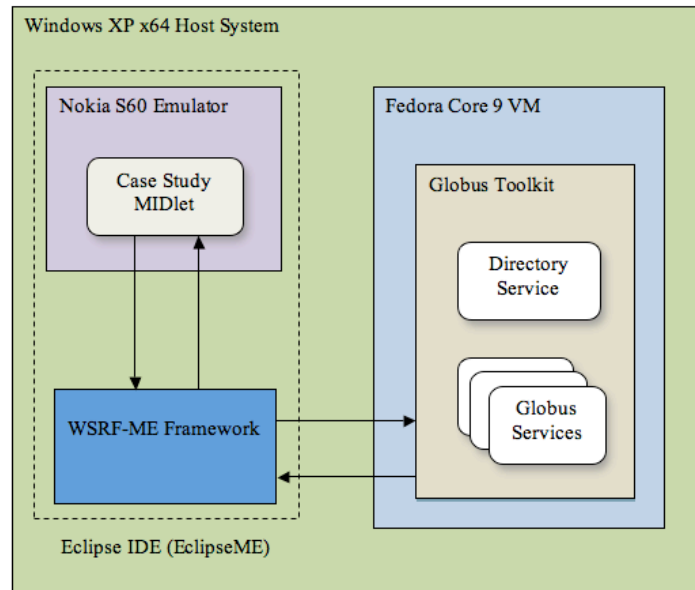 Windows XP x64 Host System
Nokia S60 Emulator
Case Study
MIDlet
WSRF-ME Framework
Eclipse IDE (EclipseME)
Fedora Core 9 VM
Globus Toolkit
Directory
Service
Globus
Services